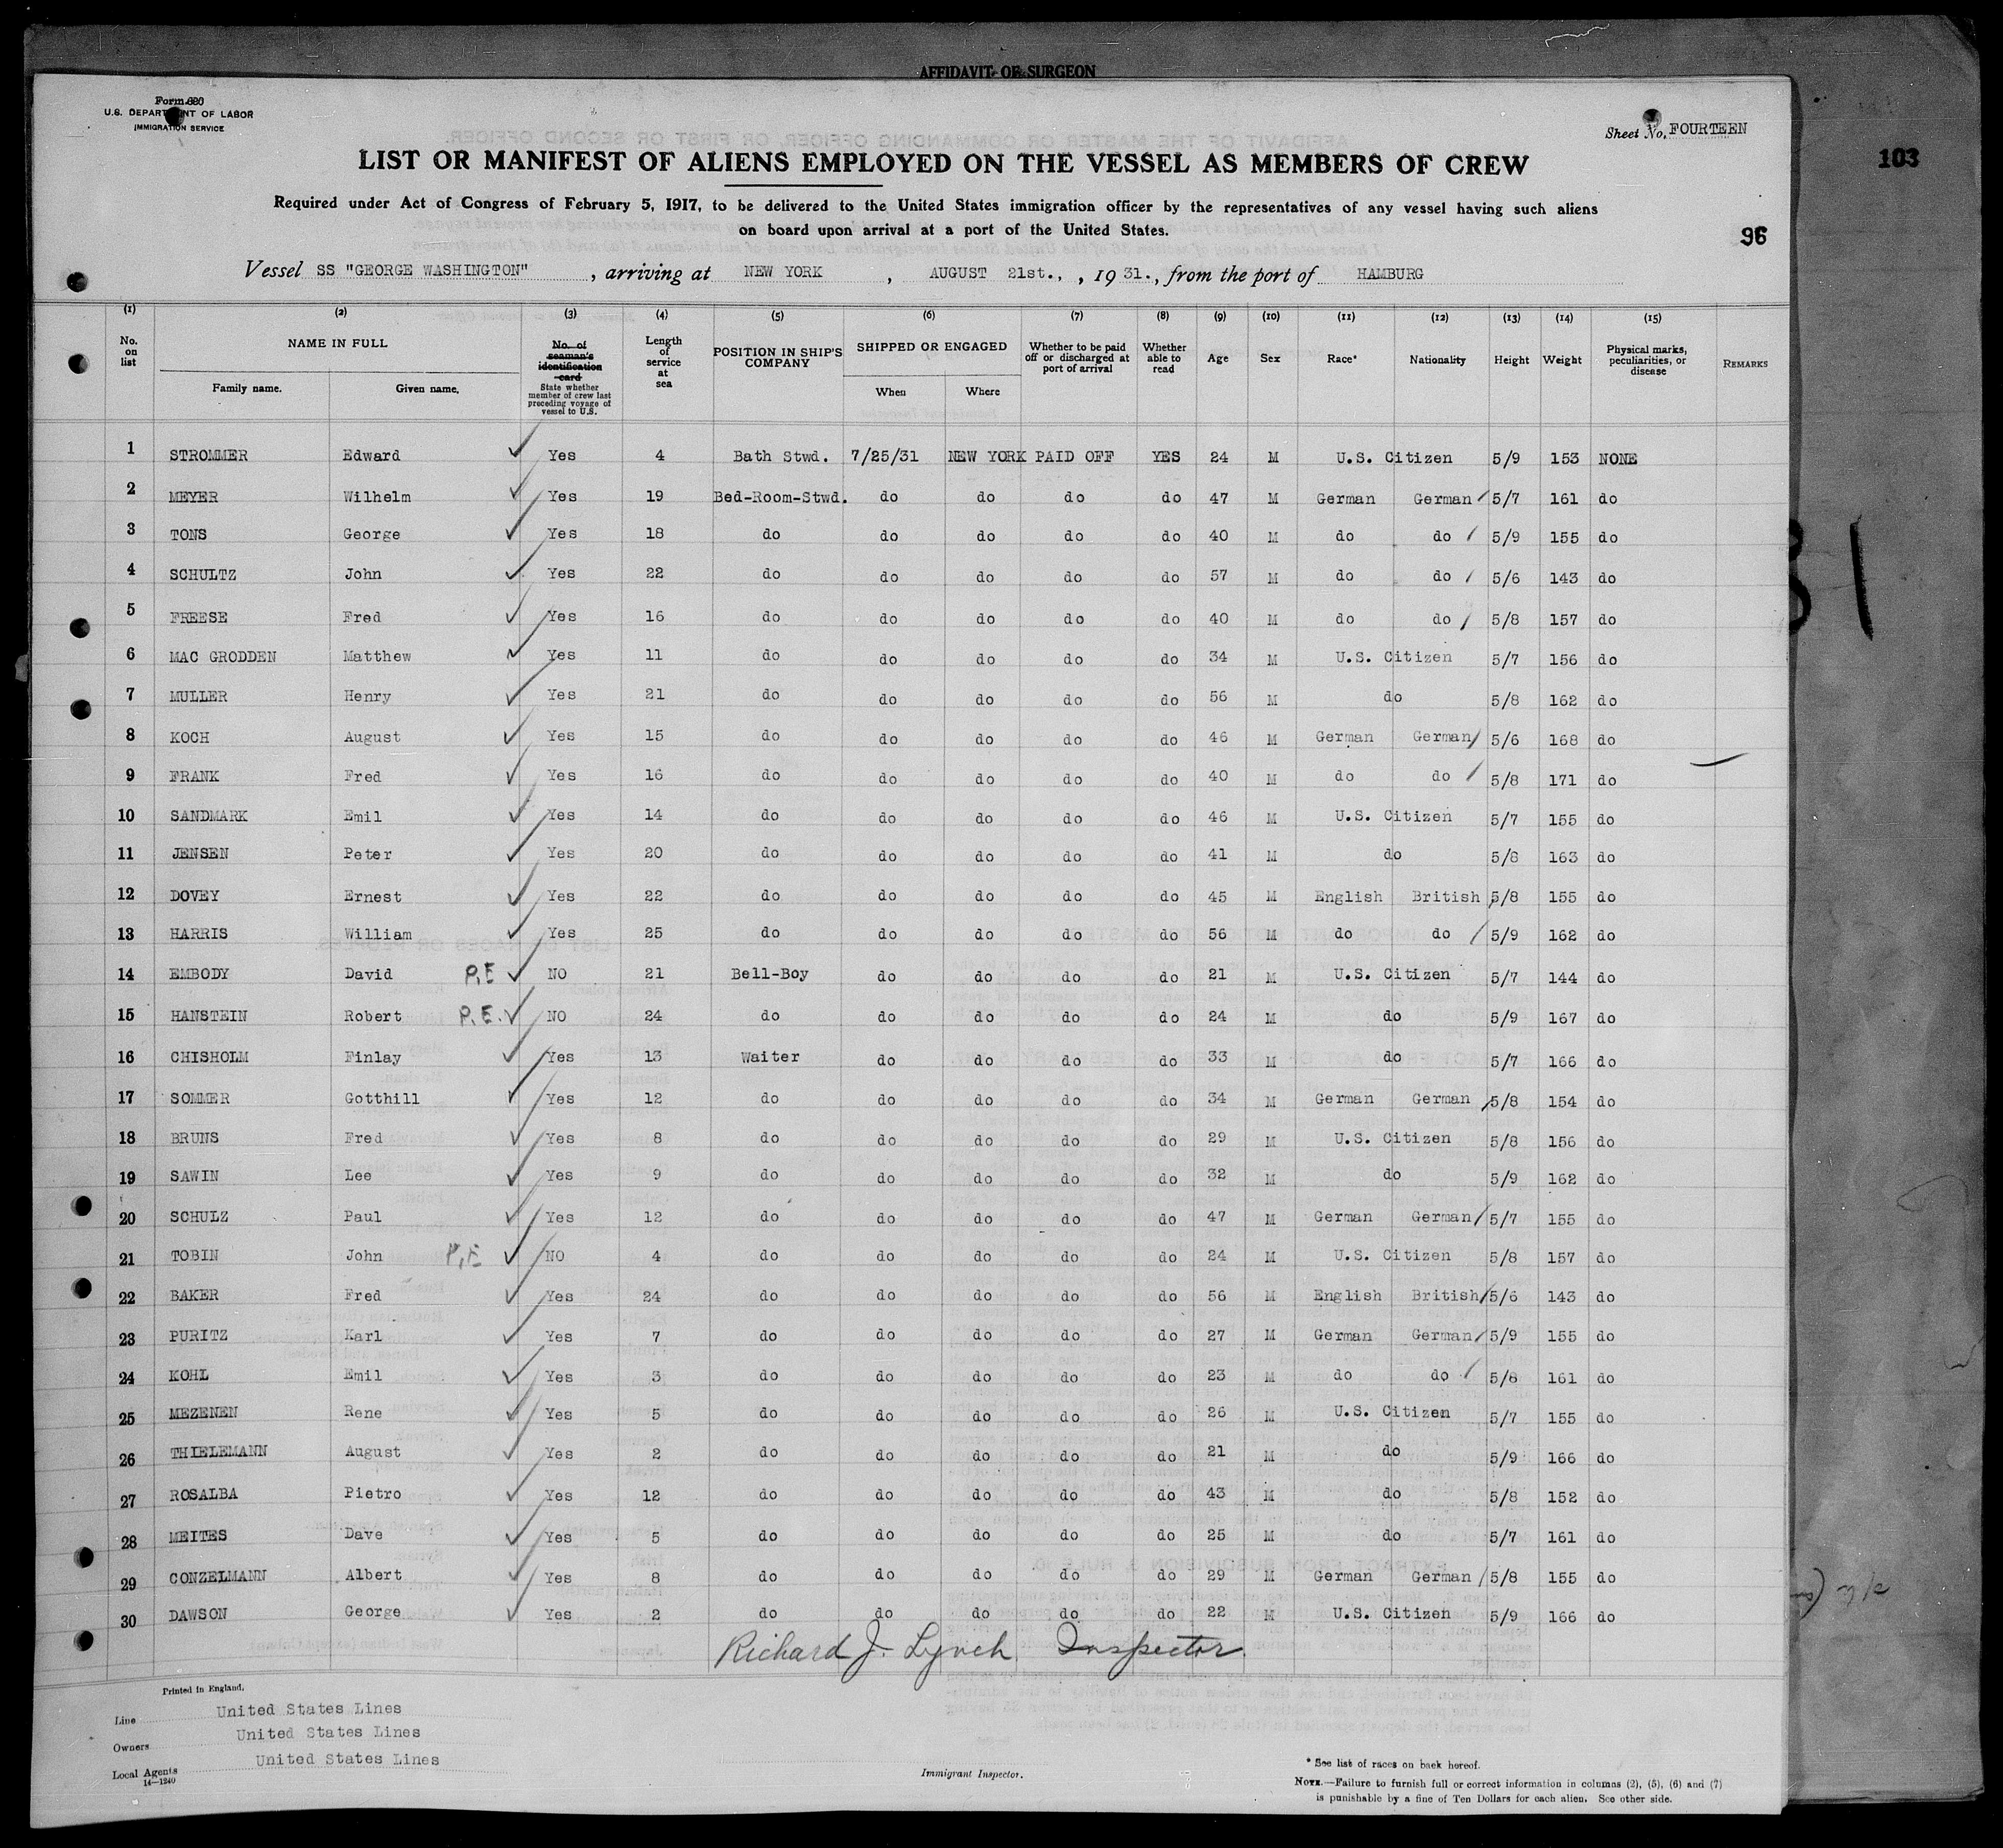 AFFIDAVIT OF SURGEON
Form 680
U.S. DEPARTMENT OF LABOR
IMMIGRATION SERVICE
Sheet No. FOURTEEN
103
LIST OR MANIFEST OF ALIENS EMPLOYED ON THE VESSEL AS MEMBERS OF CREW
Required under Act of Congress of February 5, 1917, to be delivered to the United States immigration officer by the representatives of any vessel having such aliens
on board upon arrival at a port of the United States.
96
Vessel SS "GEORGE WASHINGTON", arriving at NEW YORK, AUGUST 21st., , 19 31., from the port of HAMBURG
(1) (2) (3) (4) (5) (6) (7) (8) (9) (10) (11) (12) (13) (14) (15)
No. on list
NAME IN FULL
Family name. Given name.
No. of seaman's identification card
State whether member of crew last preceding voyage of vessel to U.S.
Length of service at sea
POSITION IN SHIP'S COMPANY
SHIPPED OR ENGAGED
When Where
Whether to be paid off or discharged at port of arrival
Whether able to read
Age
Sex
Race*
Nationality
Height
Weight
Physical marks, peculiarities, or disease
REMARKS
1 STROMMER Edward Yes 4 Bath Stwd. 7/25/31 NEW YORK PAID OFF YES 24 M U.S. Citizen 5/9 153 NONE
2 MEYER Wilhelm Yes 19 Bed-Room-Stwd. do do do do 47 M German German 5/7 161 do
3 TONS George Yes 18 do do do do do 40 M do do 5/9 155 do
4 SCHULTZ John Yes 22 do do do do do 57 M do do 5/6 143 do
5 FREESE Fred Yes 16 do do do do do 40 M do do 5/8 157 do
6 MAC GRODDEN Matthew Yes 11 do do do do do 34 M U.S. Citizen 5/7 156 do
7 MULLER Henry Yes 21 do do do do do 56 M do 5/8 162 do
8 KOCH August Yes 15 do do do do do 46 M German German 5/6 168 do
9 FRANK Fred Yes 16 do do do do do 40 M do do 5/8 171 do
10 SANDMARK Emil Yes 14 do do do do do 46 M U.S. Citizen 5/7 155 do
11 JENSEN Peter Yes 20 do do do do do 41 M do 5/8 163 do
12 DOVEY Ernest Yes 22 do do do do do 45 M English British 5/8 155 do
13 HARRIS William Yes 25 do do do do do 56 M do do 5/9 162 do
14 EMBODY David P.E NO 21 Bell-Boy do do do do 21 M U.S. Citizen 5/7 144 do
15 HANSTEIN Robert P.E. NO 24 do do do do do 24 M do 5/9 167 do
16 CHISHOLM Finlay Yes 13 Waiter do do do do 33 M do 5/7 166 do
17 SOMMER Gotthill Yes 12 do do do do do 34 M German German 5/8 154 do
18 BRUNS Fred Yes 8 do do do do do 29 M U.S. Citizen 5/8 156 do
19 SAWIN Lee Yes 9 do do do do do 32 M do 5/9 162 do
20 SCHULZ Paul Yes 12 do do do do do 47 M German German 5/7 155 do
21 TOBIN John P.E NO 4 do do do do do 24 M U.S. Citizen 5/8 157 do
22 BAKER Fred Yes 24 do do do do do 56 M English British 5/6 143 do
23 PURITZ Karl Yes 7 do do do do do 27 M German German 5/9 155 do
24 KOHL Emil Yes 3 do do do do do 23 M do do 5/8 161 do
25 MEZENEN Rene Yes 5 do do do do do 26 M U.S. Citizen 5/7 155 do
26 THIELEMANN August Yes 2 do do do do do 21 M do 5/9 166 do
27 ROSALBA Pietro Yes 12 do do do do do 43 M do 5/8 152 do
28 MEITES Dave Yes 5 do do do do do 25 M do 5/7 161 do
29 CONZELMANN Albert Yes 8 do do do do do 29 M German German 5/8 155 do
30 DAWSON George Yes 2 do do do do do 22 M U.S. Citizen 5/9 166 do
Richard J. Lynch Inspector
Printed in England.
Line United States Lines
Owners United States Lines
Local Agents United States Lines
14-1240
Immigrant Inspector.
* See list of races on back hereof.
NOTE.—Failure to furnish full or correct information in columns (2), (5), (6) and (7)
is punishable by a fine of Ten Dollars for each alien. See other side.